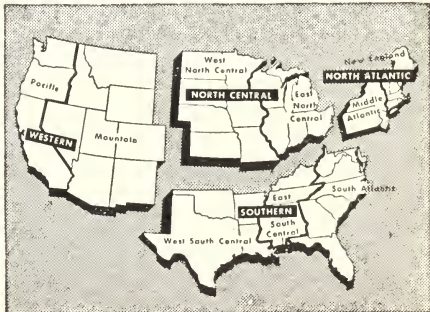 Pacific
WESTERN
Mountain
West
North Central
NORTH CENTRAL
East
North
Central
New England
NORTH ATLANTIC
Middle
Atlantic
SOUTHERN
West South Central
East
South
Central
South Atlantic